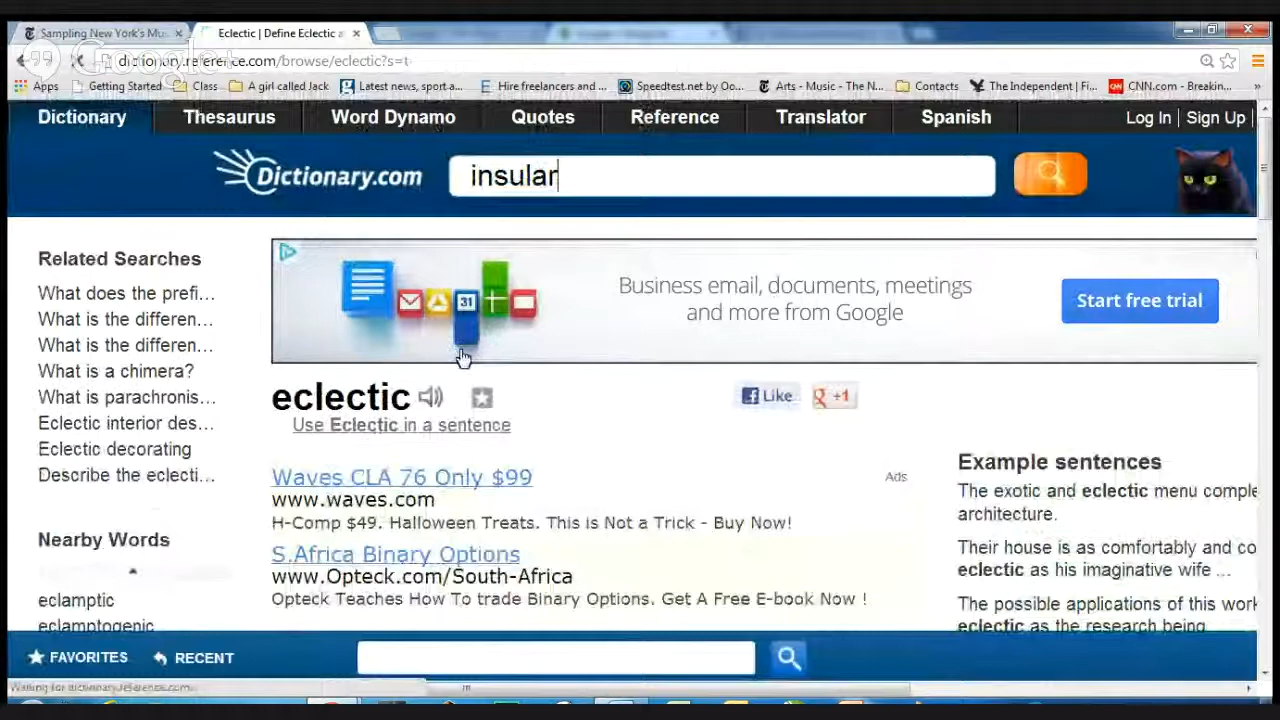 Sampling New York's Mus
Eclectic | Define Eclectic a
Google+
dictionary.reference.com/browse/eclectic?s=t
Apps
Getting Started
Class
A girl called Jack
Latest news, sport a...
Hire freelancers and ...
Speedtest.net by Oo...
Arts - Music - The N...
Contacts
The Independent | Fi...
CNN.com - Breakin...
Dictionary
Thesaurus
Word Dynamo
Quotes
Reference
Translator
Spanish
Log In | Sign Up |
Dictionary.com
insular
Related Searches
What does the prefi...
What is the differen...
What is the differen...
What is a chimera?
What is parachronis...
Eclectic interior des...
Eclectic decorating
Describe the eclecti...
Nearby Words
eclamptic
eclamptogenic
31
Business email, documents, meetings
and more from Google
Start free trial
eclectic
Like
+1
Use Eclectic in a sentence
Waves CLA 76 Only $99
Ads
www.waves.com
H-Comp $49. Halloween Treats. This is Not a Trick - Buy Now!
S.Africa Binary Options
www.Opteck.com/South-Africa
Opteck Teaches How To trade Binary Options. Get A Free E-book Now !
Example sentences
The exotic and eclectic menu comple
architecture.
Their house is as comfortably and co
eclectic as his imaginative wife ...
The possible applications of this work
eclectic as the research being
FAVORITES
RECENT
Waiting for dictionary.reference.com...